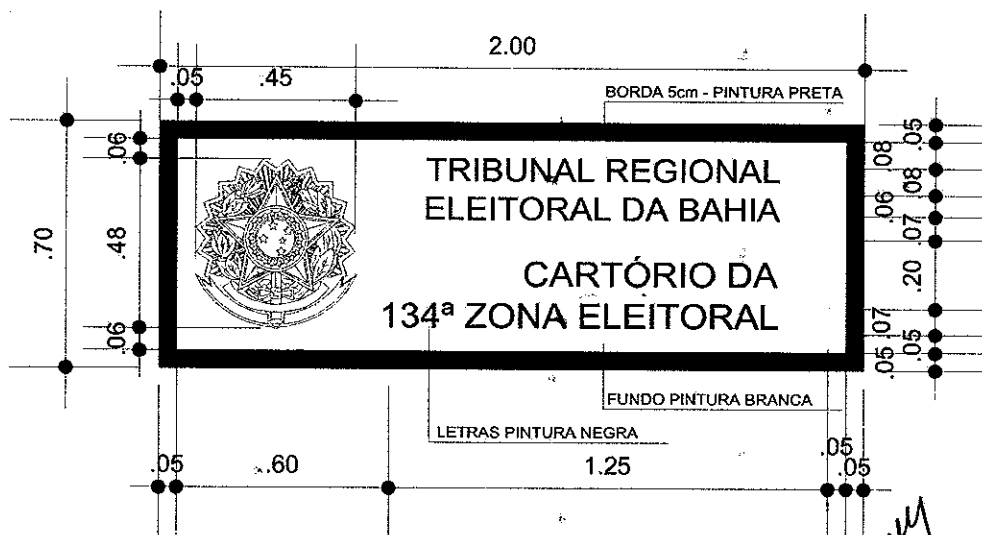 2.00
.05 .45
BORDA 5cm - PINTURA PRETA
TRIBUNAL REGIONAL
ELEITORAL DA BAHIA
CARTÓRIO DA
134ª ZONA ELEITORAL
.70
.06
.48
.06
.05
.08
.08
.06
.07
.20
.07
.05
.05
FUNDO PINTURA BRANCA
LETRAS PINTURA NEGRA
.05 .60 1.25 .05 .05